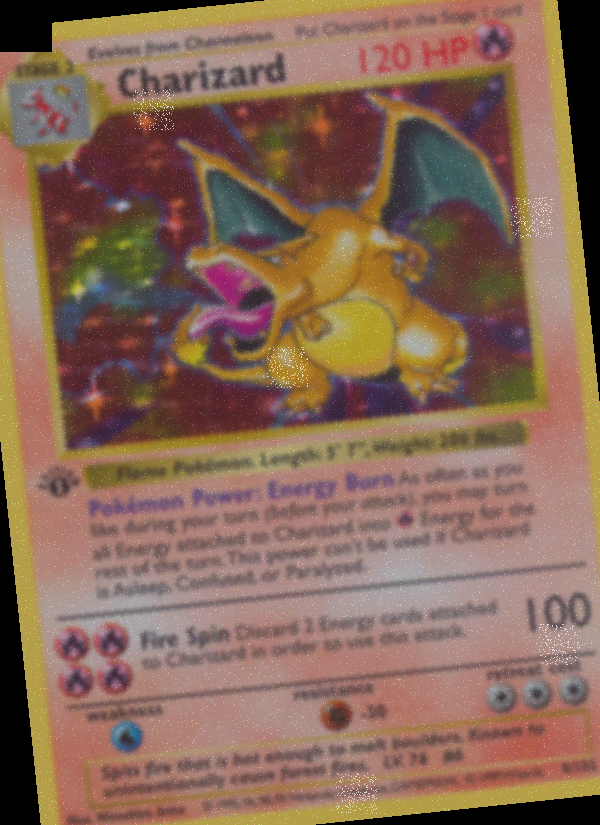 Evolves from Charmeleon Put Charizard on the Stage 1 card
STAGE 2
Charizard 120 HP
Flame Pokémon. Length: 5' 7", Weight: 200 lbs.
Pokémon Power: Energy Burn As often as you
like during your turn (before your attack), you may turn
all Energy attached to Charizard into Energy for the
rest of the turn. This power can't be used if Charizard
is Asleep, Confused, or Paralyzed.
Fire Spin Discard 2 Energy cards attached
to Charizard in order to use this attack.
100
weakness resistance retreat cost
-30
Spits fire that is hot enough to melt boulders. Known to
unintentionally cause forest fires. LV. 76 #6
4/102